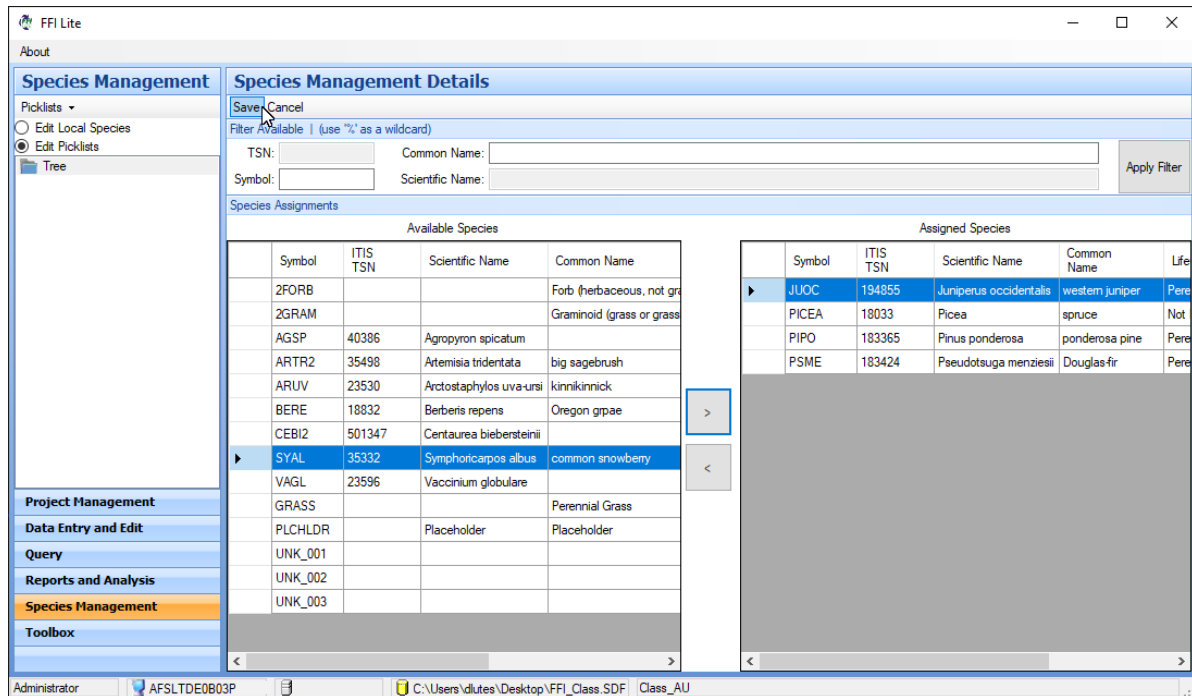 FFI Lite
About
Species Management
Species Management Details
Picklists
Save Cancel
Edit Local Species
Filter Available | (use '%' as a wildcard)
Edit Picklists
TSN:
Common Name:
Tree
Apply Filter
Symbol:
Scientific Name:
Species Assignments
Available Species
Assigned Species
Symbol ITIS TSN Scientific Name Common Name
Symbol ITIS TSN Scientific Name Common Name Life
2FORB Forb (herbaceous, not gra
JUOC 194855 Juniperus occidentalis western juniper Pere
2GRAM Graminoid (grass or grass
PICEA 18033 Picea spruce Not
AGSP 40386 Agropyron spicatum
PIPO 183365 Pinus ponderosa ponderosa pine Pere
ARTR2 35498 Artemisia tridentata big sagebrush
PSME 183424 Pseudotsuga menziesii Douglas-fir Pere
ARUV 23530 Arctostaphylos uva-ursi kinnikinnick
BERE 18832 Berberis repens Oregon grpae
>
CEBI2 501347 Centaurea biebersteinii
SYAL 35332 Symphoricarpos albus common snowberry
<
VAGL 23596 Vaccinium globulare
Project Management
GRASS Perennial Grass
Data Entry and Edit
PLCHLDR Placeholder Placeholder
Query
UNK_001
Reports and Analysis
UNK_002
Species Management
UNK_003
Toolbox
Administrator AFSLTDE0B03P C:\Users\dlutes\Desktop\FFI_Class.SDF Class_AU